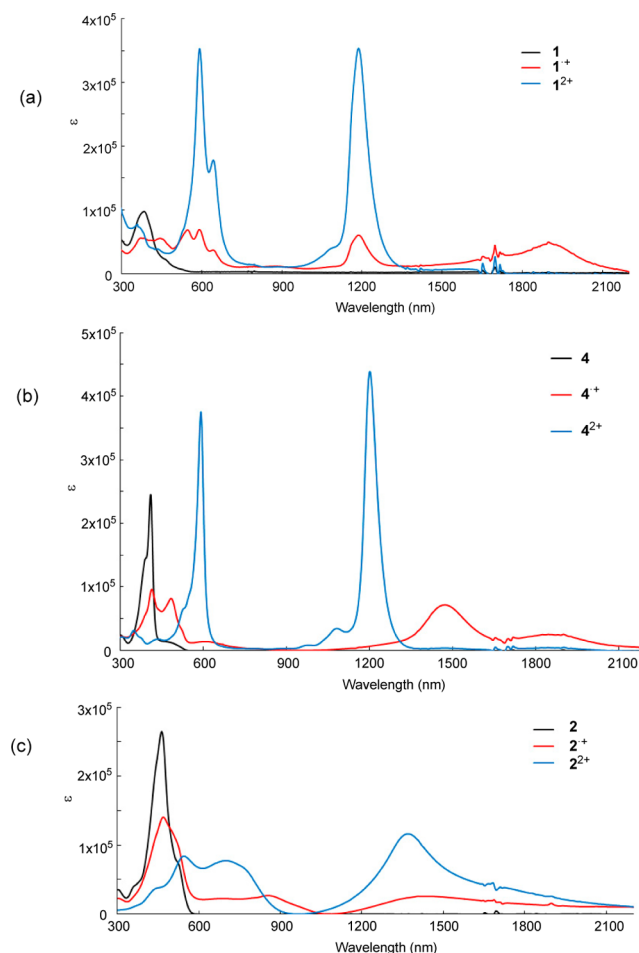 (a)
4x10⁵
3x10⁵
2x10⁵
1x10⁵
0
ε
300 600 900 1200 1500 1800 2100
Wavelength (nm)
1
1·+
1²⁺
(b)
5x10⁵
4x10⁵
3x10⁵
2x10⁵
1x10⁵
0
ε
300 600 900 1200 1500 1800 2100
Wavelength (nm)
4
4·+
4²⁺
(c)
3x10⁵
2x10⁵
1x10⁵
0
ε
300 600 900 1200 1500 1800 2100
Wavelength (nm)
2
2·+
2²⁺